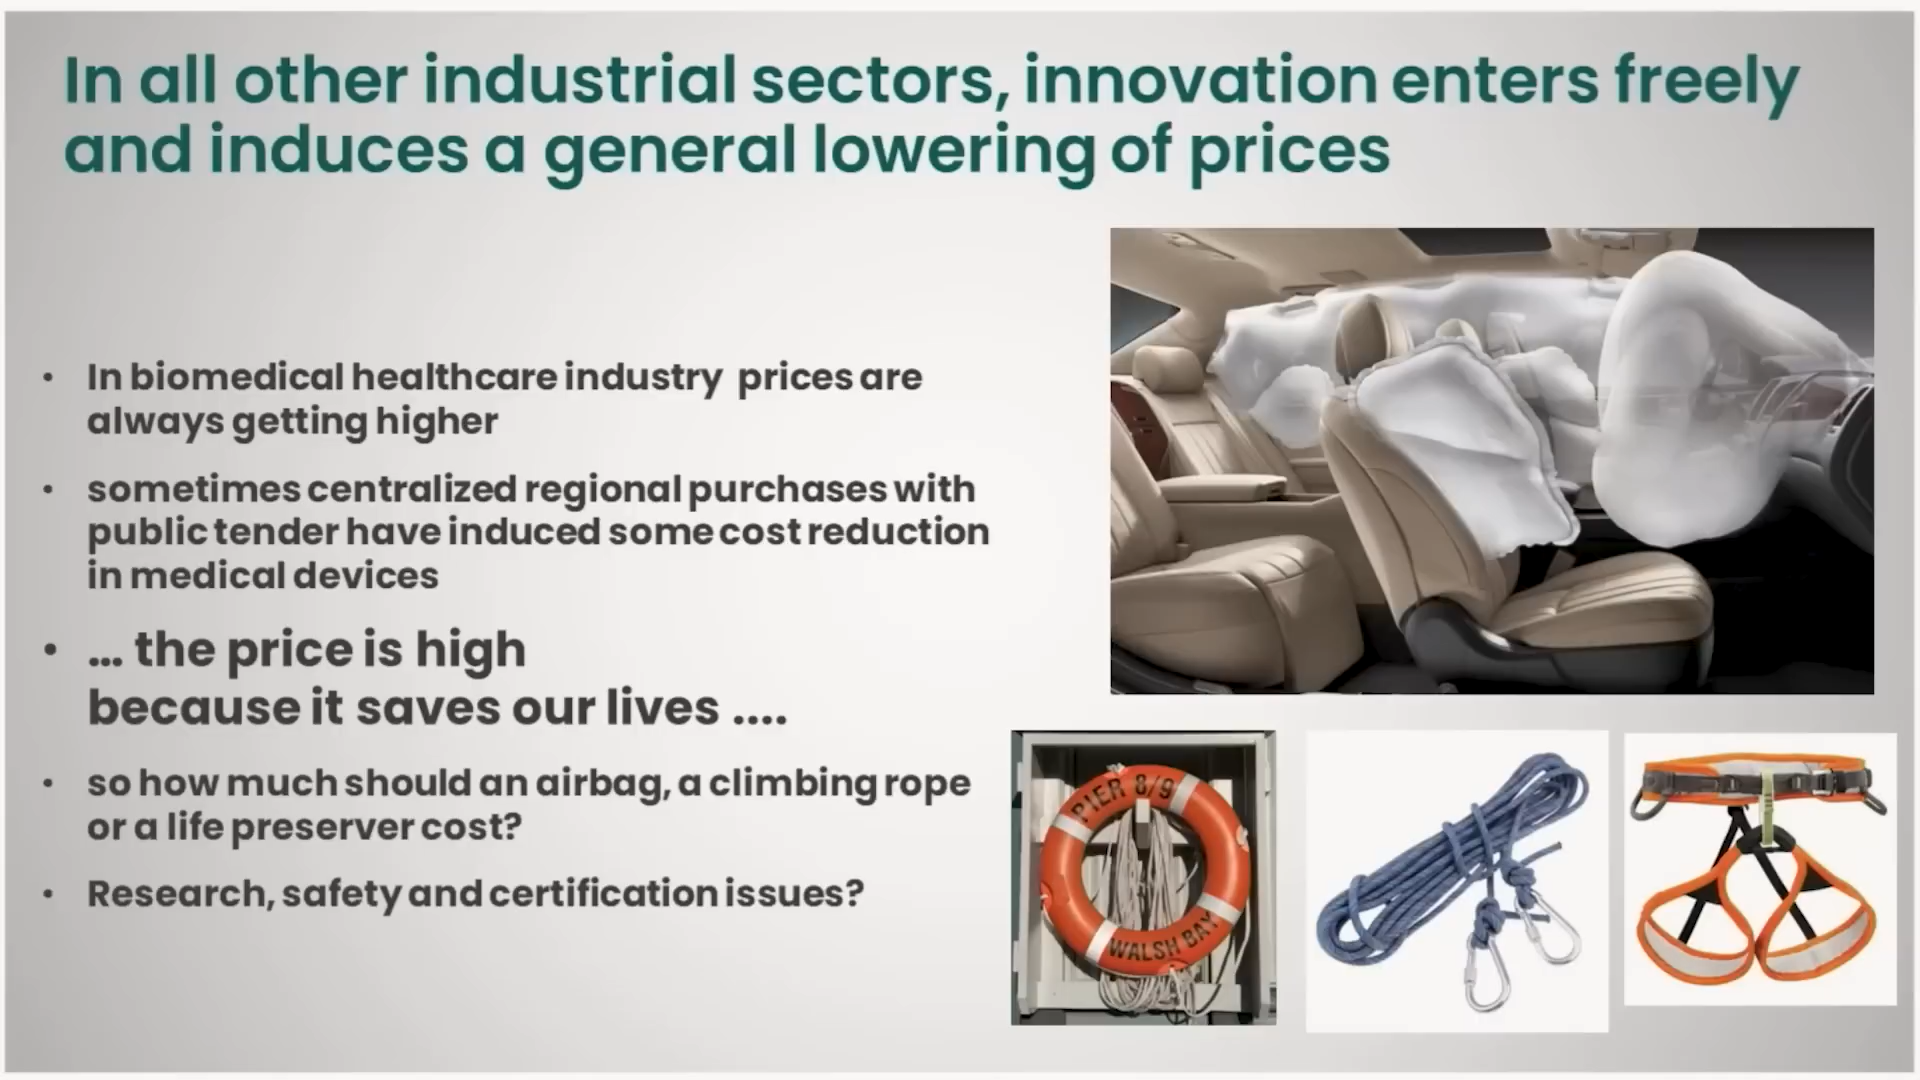 In all other industrial sectors, innovation enters freely
and induces a general lowering of prices
• In biomedical healthcare industry prices are
always getting higher
• sometimes centralized regional purchases with
public tender have induced some cost reduction
in medical devices
• ... the price is high
because it saves our lives ....
• so how much should an airbag, a climbing rope
or a life preserver cost?
• Research, safety and certification issues?
PIER 8/9
WALSH BAY